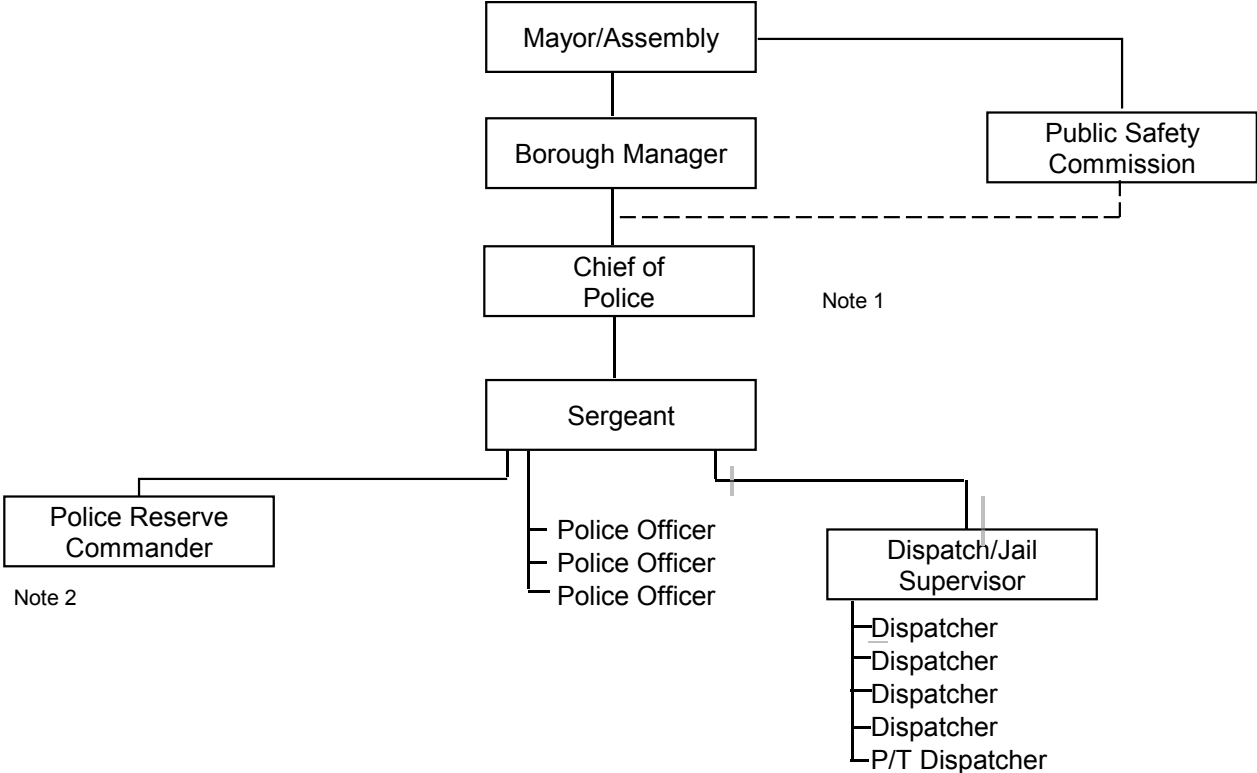 Mayor/Assembly
Borough Manager
Public Safety
Commission
Chief of
Police
Note 1
Sergeant
Police Reserve
Commander
Note 2
Police Officer
Police Officer
Police Officer
Dispatch/Jail
Supervisor
Dispatcher
Dispatcher
Dispatcher
Dispatcher
P/T Dispatcher